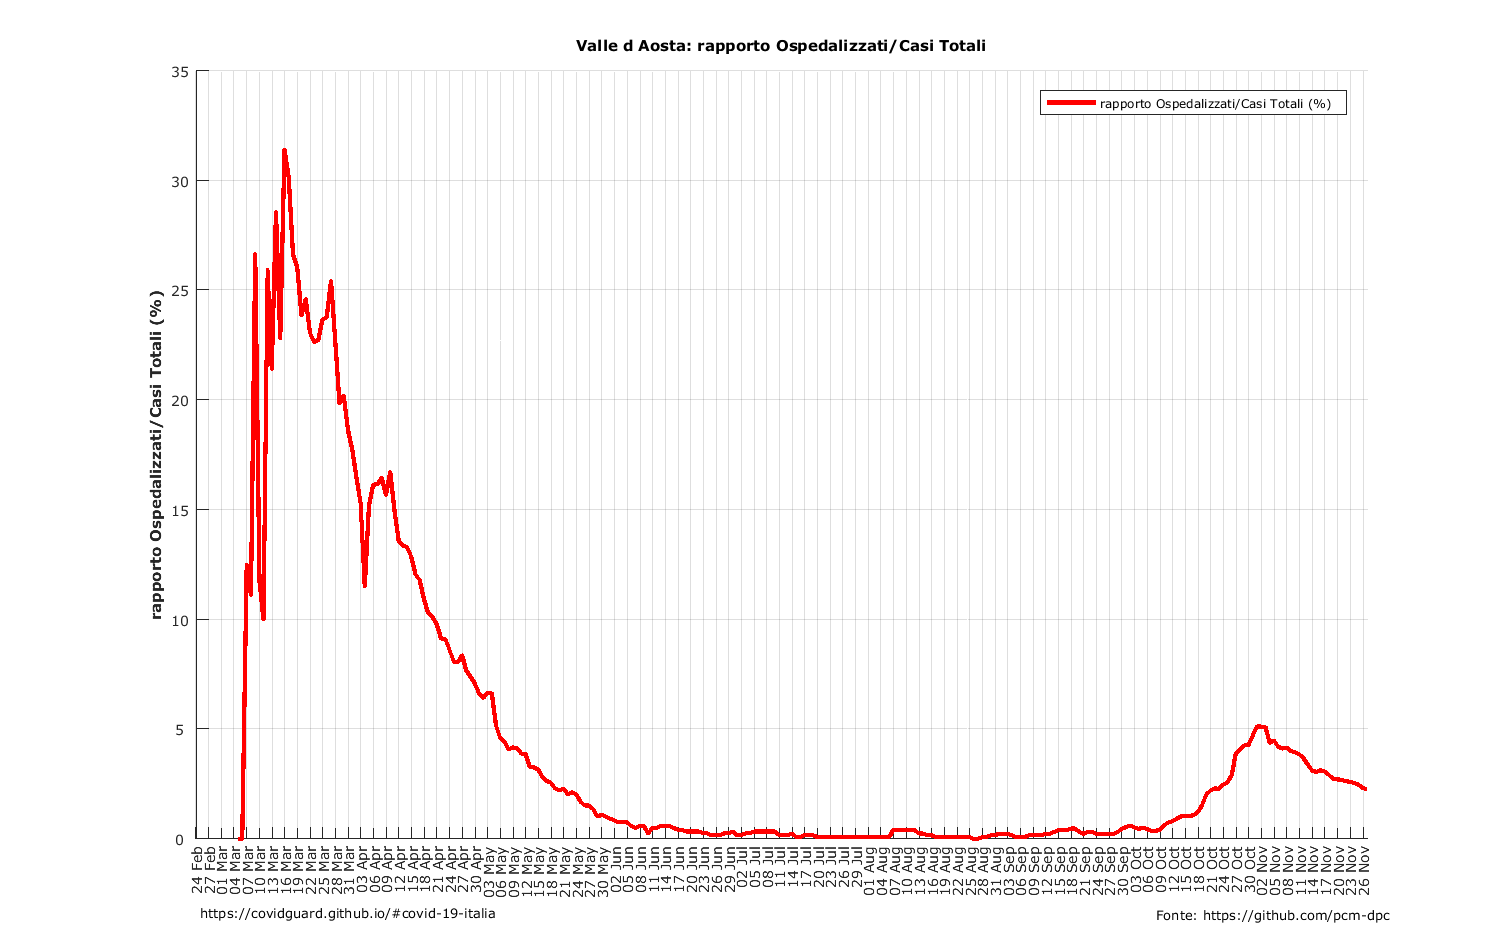 Valle d Aosta: rapporto Ospedalizzati/Casi Totali
rapporto Ospedalizzati/Casi Totali (%)
rapporto Ospedalizzati/Casi Totali (%)
35
30
25
20
15
10
5
0
24 Feb
27 Feb
01 Mar
04 Mar
07 Mar
10 Mar
13 Mar
16 Mar
19 Mar
22 Mar
25 Mar
28 Mar
31 Mar
03 Apr
06 Apr
09 Apr
12 Apr
15 Apr
18 Apr
21 Apr
24 Apr
27 Apr
30 Apr
03 May
06 May
09 May
12 May
15 May
18 May
21 May
24 May
27 May
30 May
02 Jun
05 Jun
08 Jun
11 Jun
14 Jun
17 Jun
20 Jun
23 Jun
26 Jun
29 Jun
02 Jul
05 Jul
08 Jul
11 Jul
14 Jul
17 Jul
20 Jul
23 Jul
26 Jul
29 Jul
01 Aug
04 Aug
07 Aug
10 Aug
13 Aug
16 Aug
19 Aug
22 Aug
25 Aug
28 Aug
31 Aug
03 Sep
06 Sep
09 Sep
12 Sep
15 Sep
18 Sep
21 Sep
24 Sep
27 Sep
30 Sep
03 Oct
06 Oct
09 Oct
12 Oct
15 Oct
18 Oct
21 Oct
24 Oct
27 Oct
30 Oct
02 Nov
05 Nov
08 Nov
11 Nov
14 Nov
17 Nov
20 Nov
23 Nov
26 Nov
https://covidguard.github.io/#covid-19-italia
Fonte: https://github.com/pcm-dpc